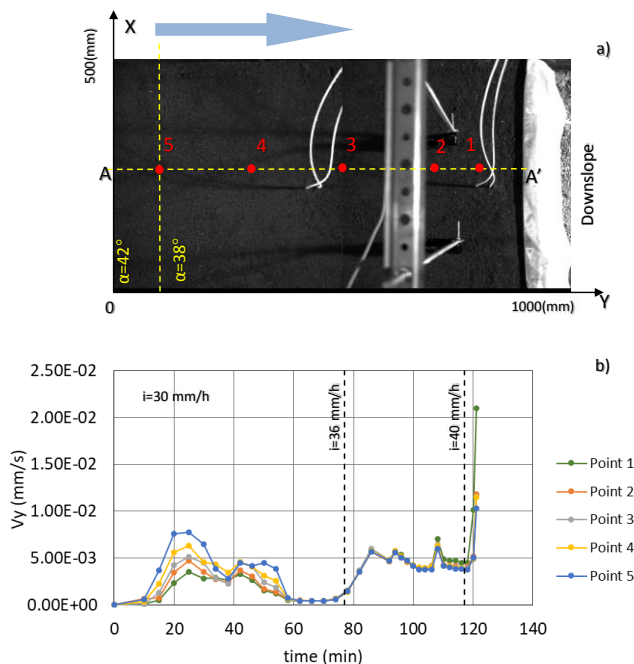 X
a)
500(mm)
5
4
3
2
1
A
A’
Downslope
α=42°
α=38°
0
1000(mm)
Y
b)
2.50E-02
2.00E-02
1.50E-02
1.00E-02
5.00E-03
0.00E+00
Vy (mm/s)
i=30 mm/h
i=36 mm/h
i=40 mm/h
Point 1
Point 2
Point 3
Point 4
Point 5
0 20 40 60 80 100 120 140
time (min)